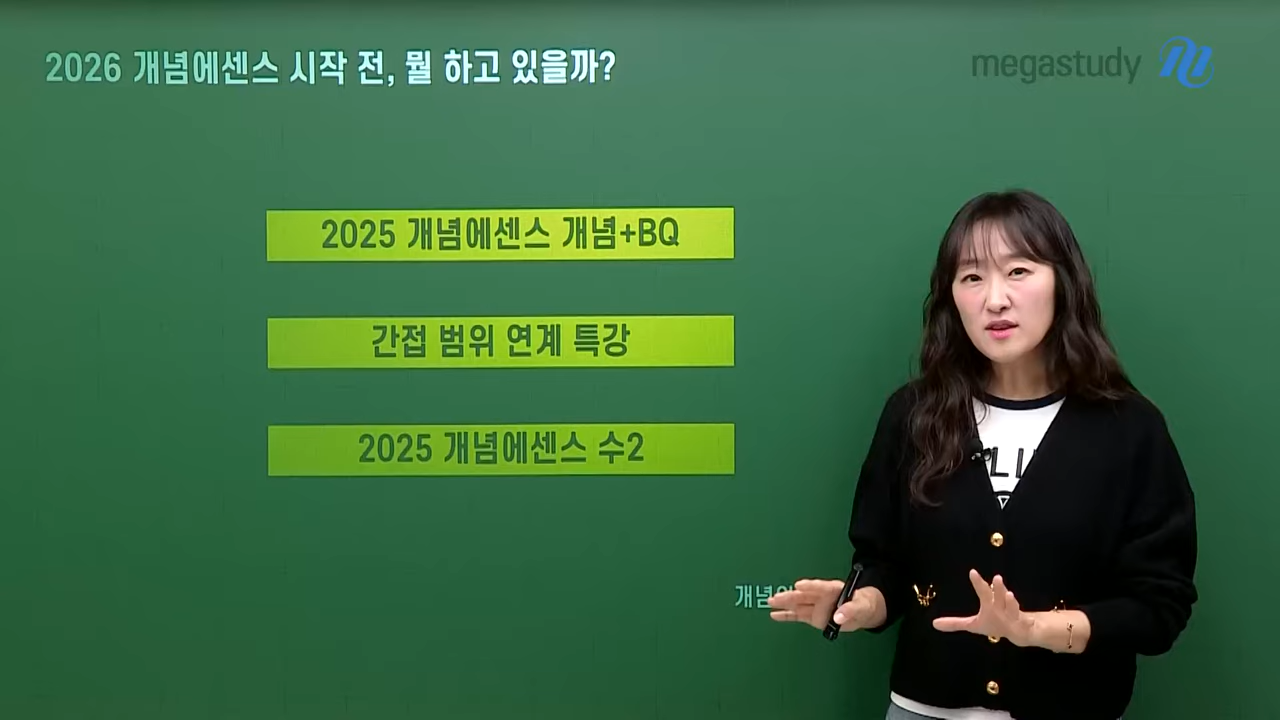 2026 개념에센스 시작 전, 뭘 하고 있을까?
megastudy
2025 개념에센스 개념+BQ
간접 범위 연계 특강
2025 개념에센스 수2